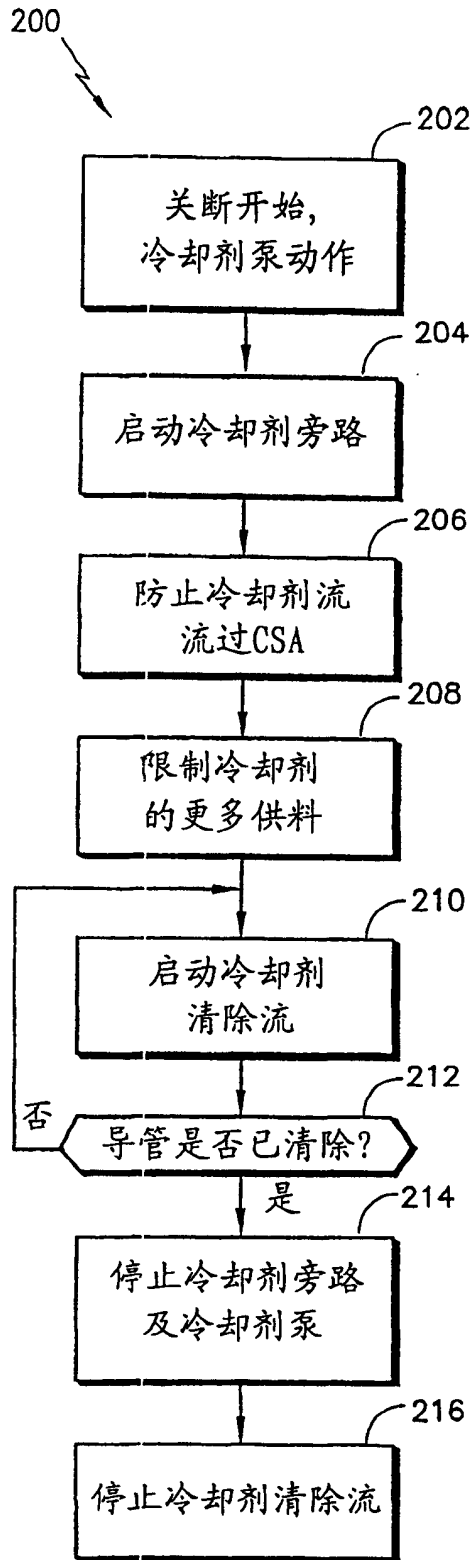 200
202
关断开始,
冷却剂泵动作
204
启动冷却剂旁路
206
防止冷却剂流
流过CSA
208
限制冷却剂
的更多供料
210
启动冷却剂
清除流
212
否
导管是否已清除?
是
214
停止冷却剂旁路
及冷却剂泵
216
停止冷却剂清除流